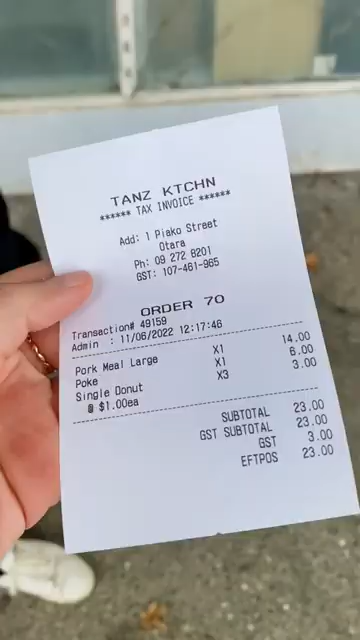 TANZ KTCHN
****** TAX INVOICE ******
Add: 1 Piako Street
Otara
Ph: 09 272 8201
GST: 107-461-965
ORDER 70
Transaction# 49159
Admin : 11/06/2022 12:17:46
Pork Meal Large X1 14.00
Poke X1 6.00
Single Donut X3 3.00
@ $1.00ea
SUBTOTAL 23.00
GST SUBTOTAL 23.00
GST 3.00
EFTPOS 23.00